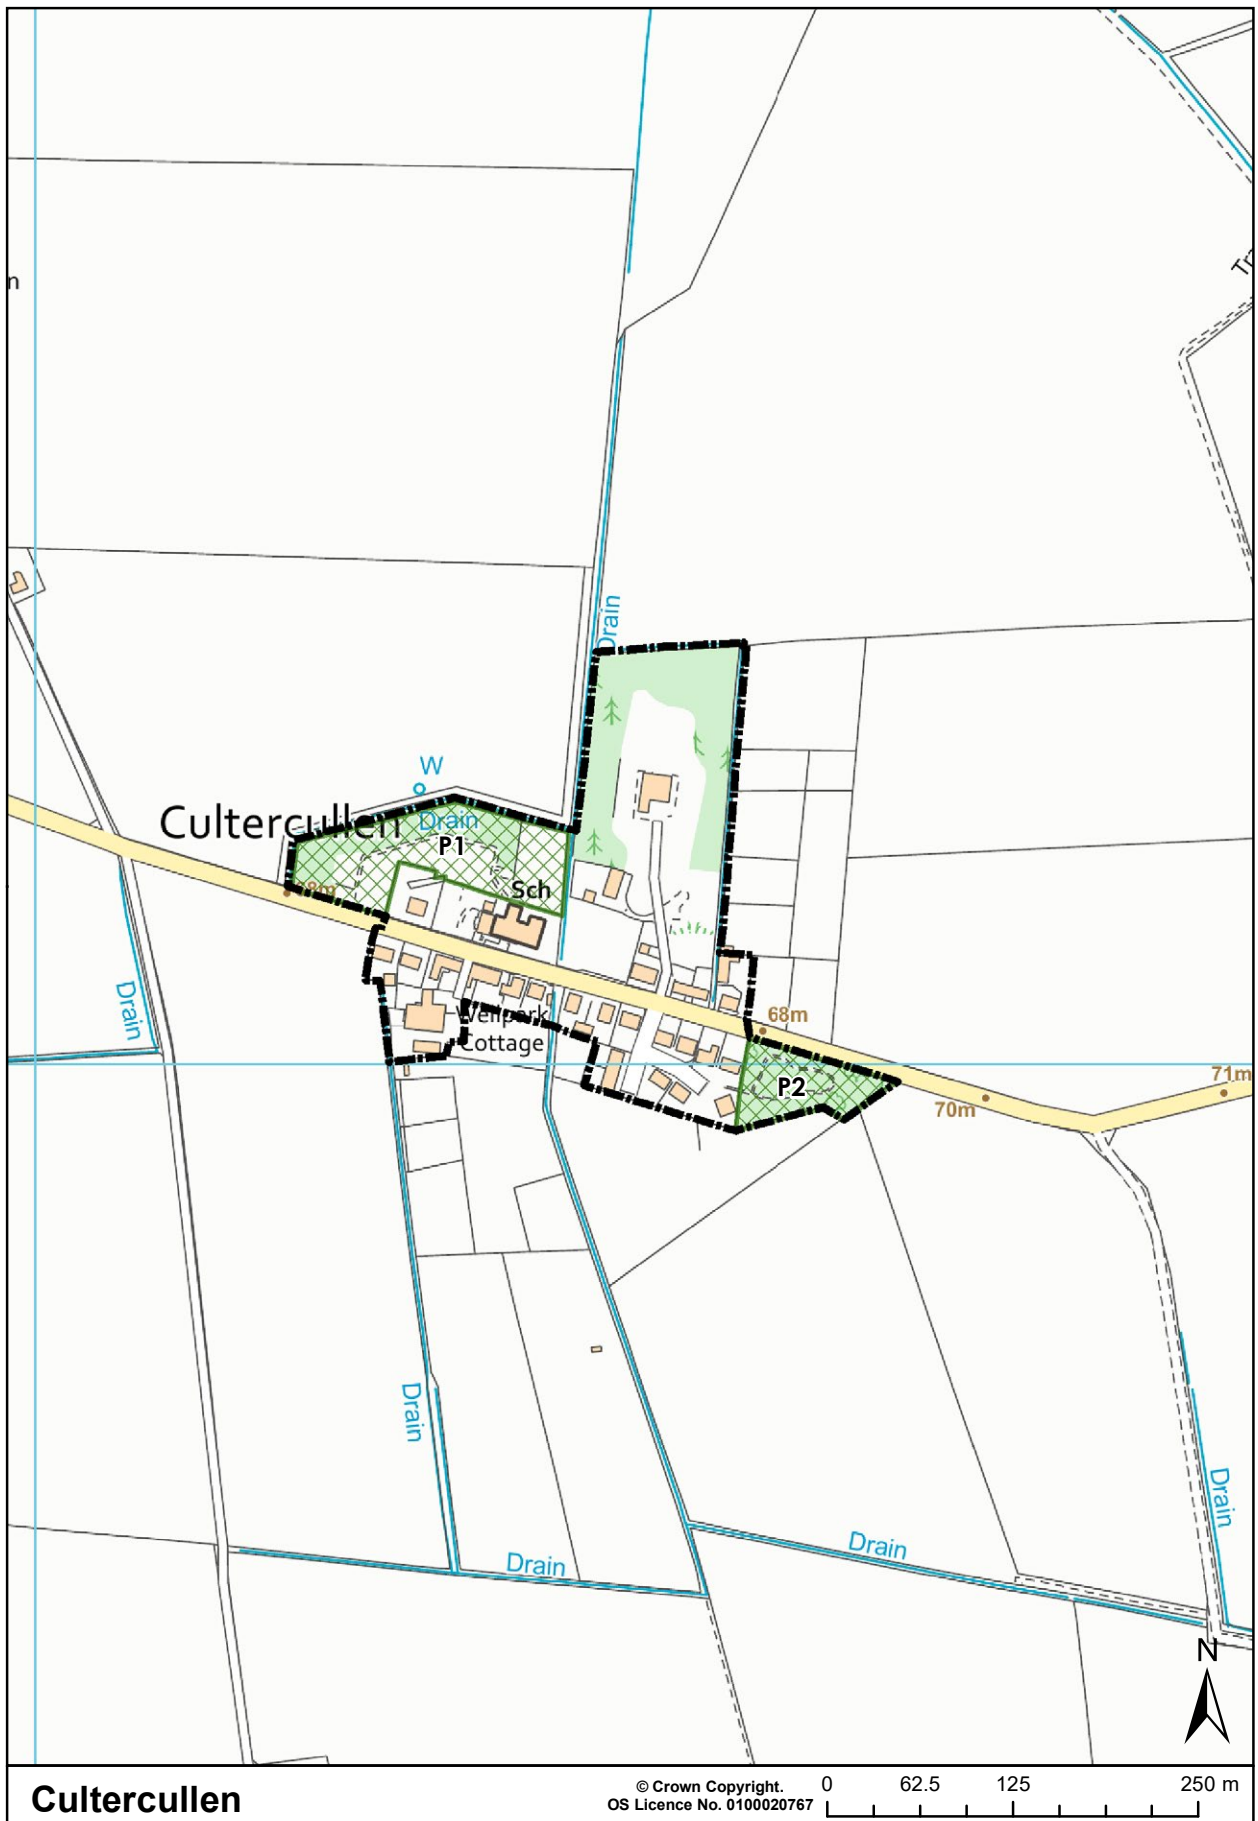 Tr
n
Drain
W
Cultercullen
Drain
P1
8m
Sch
Drain
Wellpark
Cottage
68m
P2
71m
70m
Drain
Drain
Drain
Drain
N
Cultercullen
© Crown Copyright.
OS Licence No. 0100020767
0 62.5 125 250 m